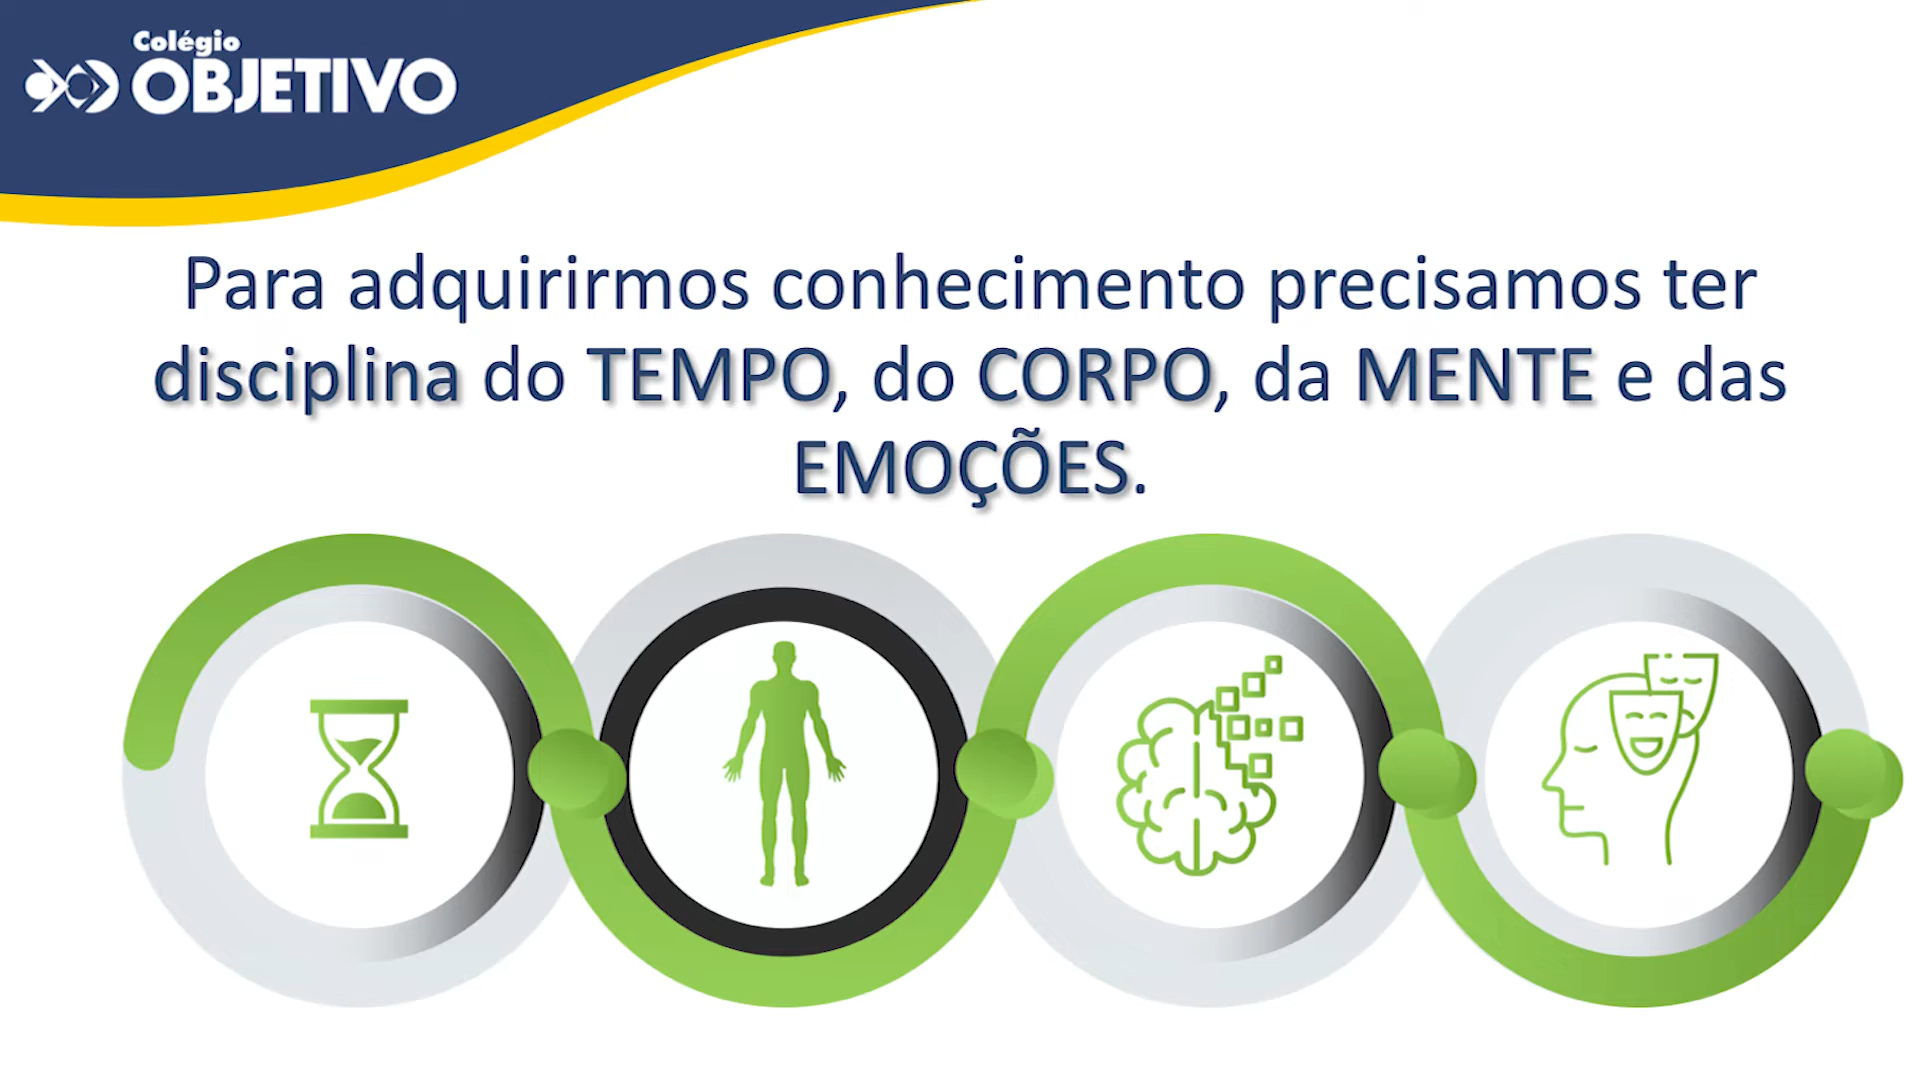 Colégio
OBJETIVO
Para adquirirmos conhecimento precisamos ter
disciplina do TEMPO, do CORPO, da MENTE e das
EMOÇÕES.